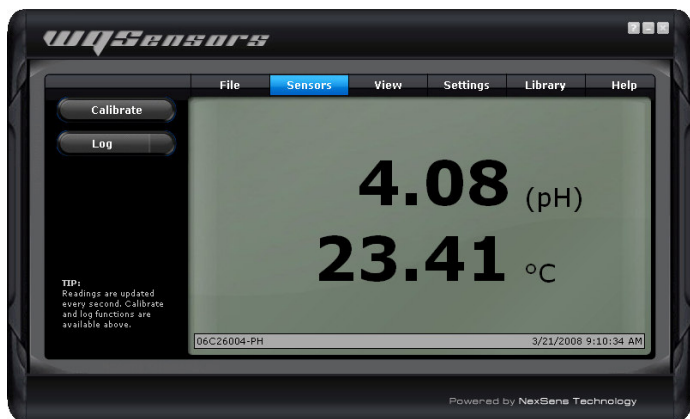 WQSensors
? - x
File Sensors View Settings Library Help
Calibrate
Log
4.08 (pH)
23.41 °C
TIP:
Readings are updated
every second. Calibrate
and log functions are
available above.
06C26004-PH 3/21/2008 9:10:34 AM
Powered by NexSens Technology